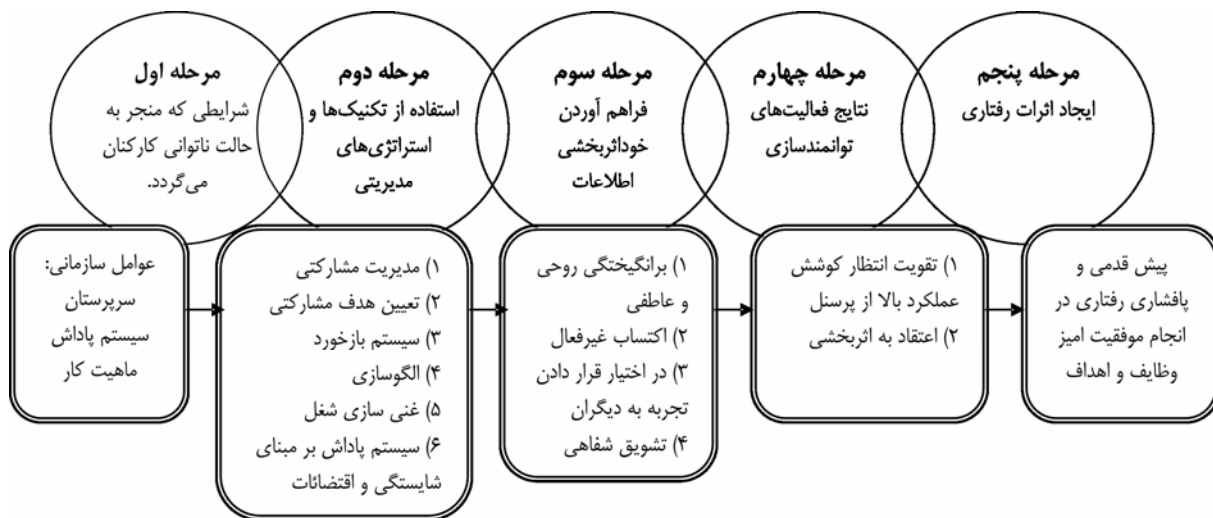 مرحله اول
شرایطی که منجر به
حالت ناتوانی کارکنان
می‌گردد.
مرحله دوم
استفاده از تکنیک‌ها و
استراتژی‌های
مدیریتی
مرحله سوم
فراهم آوردن
خوداثربخشی
اطلاعات
مرحله چهارم
نتایج فعالیت‌های
توانمندسازی
مرحله پنجم
ایجاد اثرات رفتاری
عوامل سازمانی:
سرپرستان
سیستم پاداش
ماهیت کار
۱) مدیریت مشارکتی
۲) تعیین هدف مشارکتی
۳) سیستم بازخورد
۴) الگوسازی
۵) غنی سازی شغل
۶) سیستم پاداش بر مبنای
شایستگی و اقتضائات
۱) برانگیختگی روحی
و عاطفی
۲) اکتساب غیرفعال
۳) در اختیار قرار دادن
تجربه به دیگران
۴) تشویق شفاهی
۱) تقویت انتظار کوشش
عملکرد بالا از پرسنل
۲) اعتقاد به اثربخشی
پیش قدمی و
پافشاری رفتاری در
انجام موفقیت امیز
وظایف و اهداف